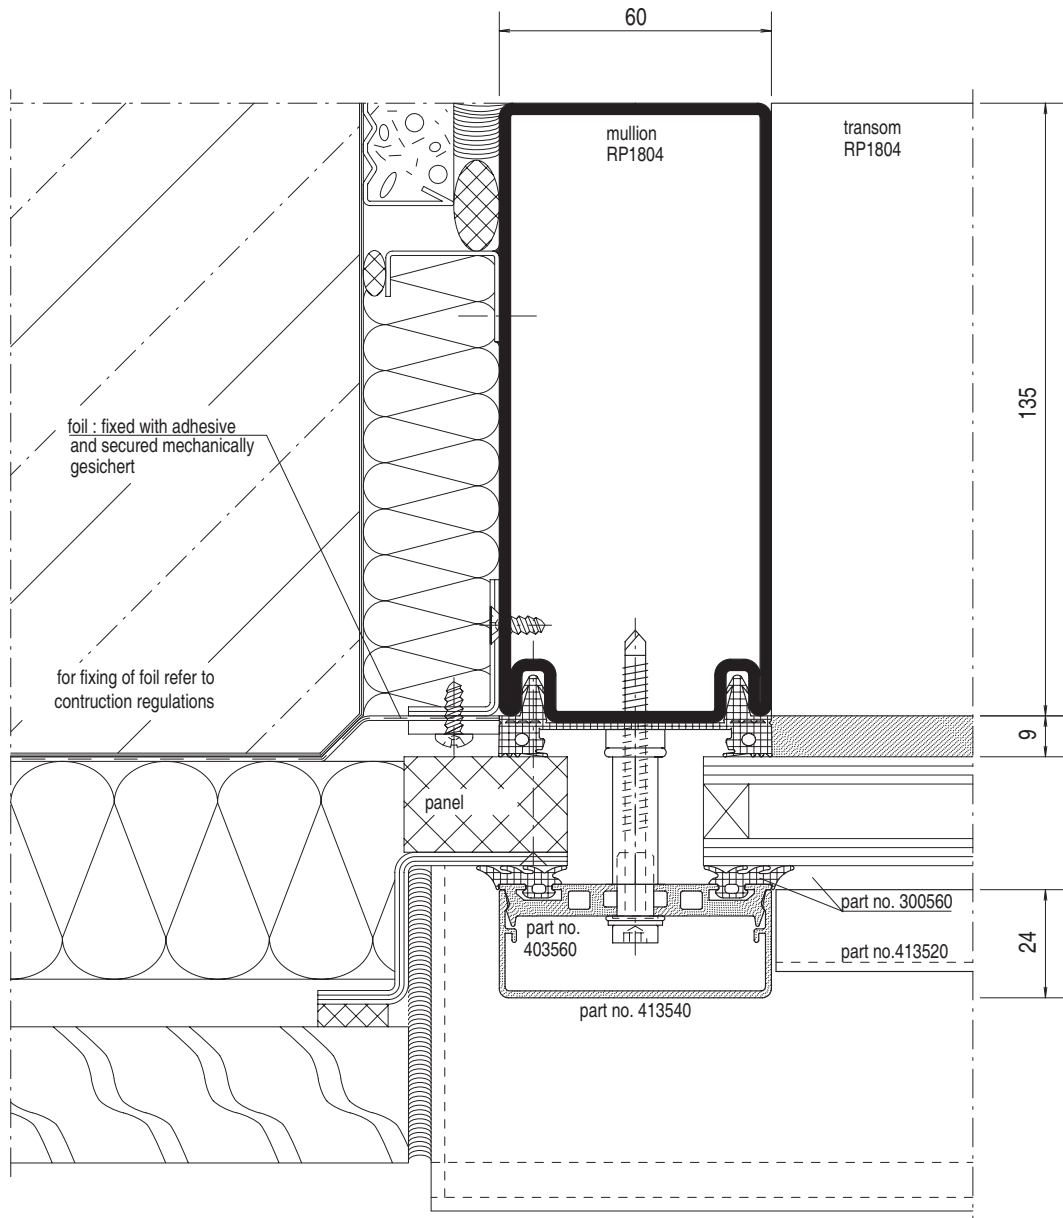 60
mullion
RP1804
transom
RP1804
135
foil : fixed with adhesive
and secured mechanically
gesichert
for fixing of foil refer to
contruction regulations
9
panel
part no. 300560
part no.
403560
24
part no.413520
part no. 413540